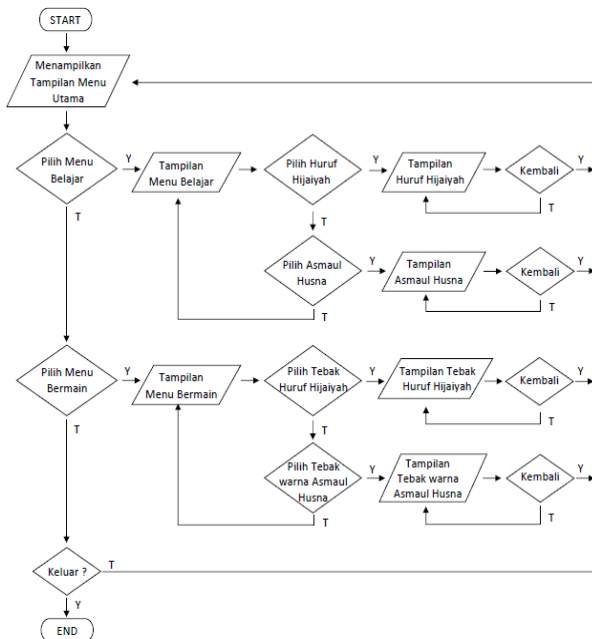 START
Menampilkan
Tampilan Menu
Utama
Pilih Menu
Belajar
Y
T
Tampilan
Menu Belajar
Pilih Huruf
Hijaiyah
Y
T
Tampilan
Huruf Hijaiyah
Kembali
Y
T
Pilih Asmaul
Husna
Y
T
Tampilan
Asmaul Husna
Kembali
Y
T
Pilih Menu
Bermain
Y
T
Tampilan
Menu Bermain
Pilih Tebak
Huruf Hijaiyah
Y
T
Tampilan Tebak
Huruf Hijaiyah
Kembali
Y
T
Pilih Tebak
warna Asmaul
Husna
Y
T
Tampilan
Tebak warna
Asmaul Husna
Kembali
Y
T
Keluar ?
T
Y
END